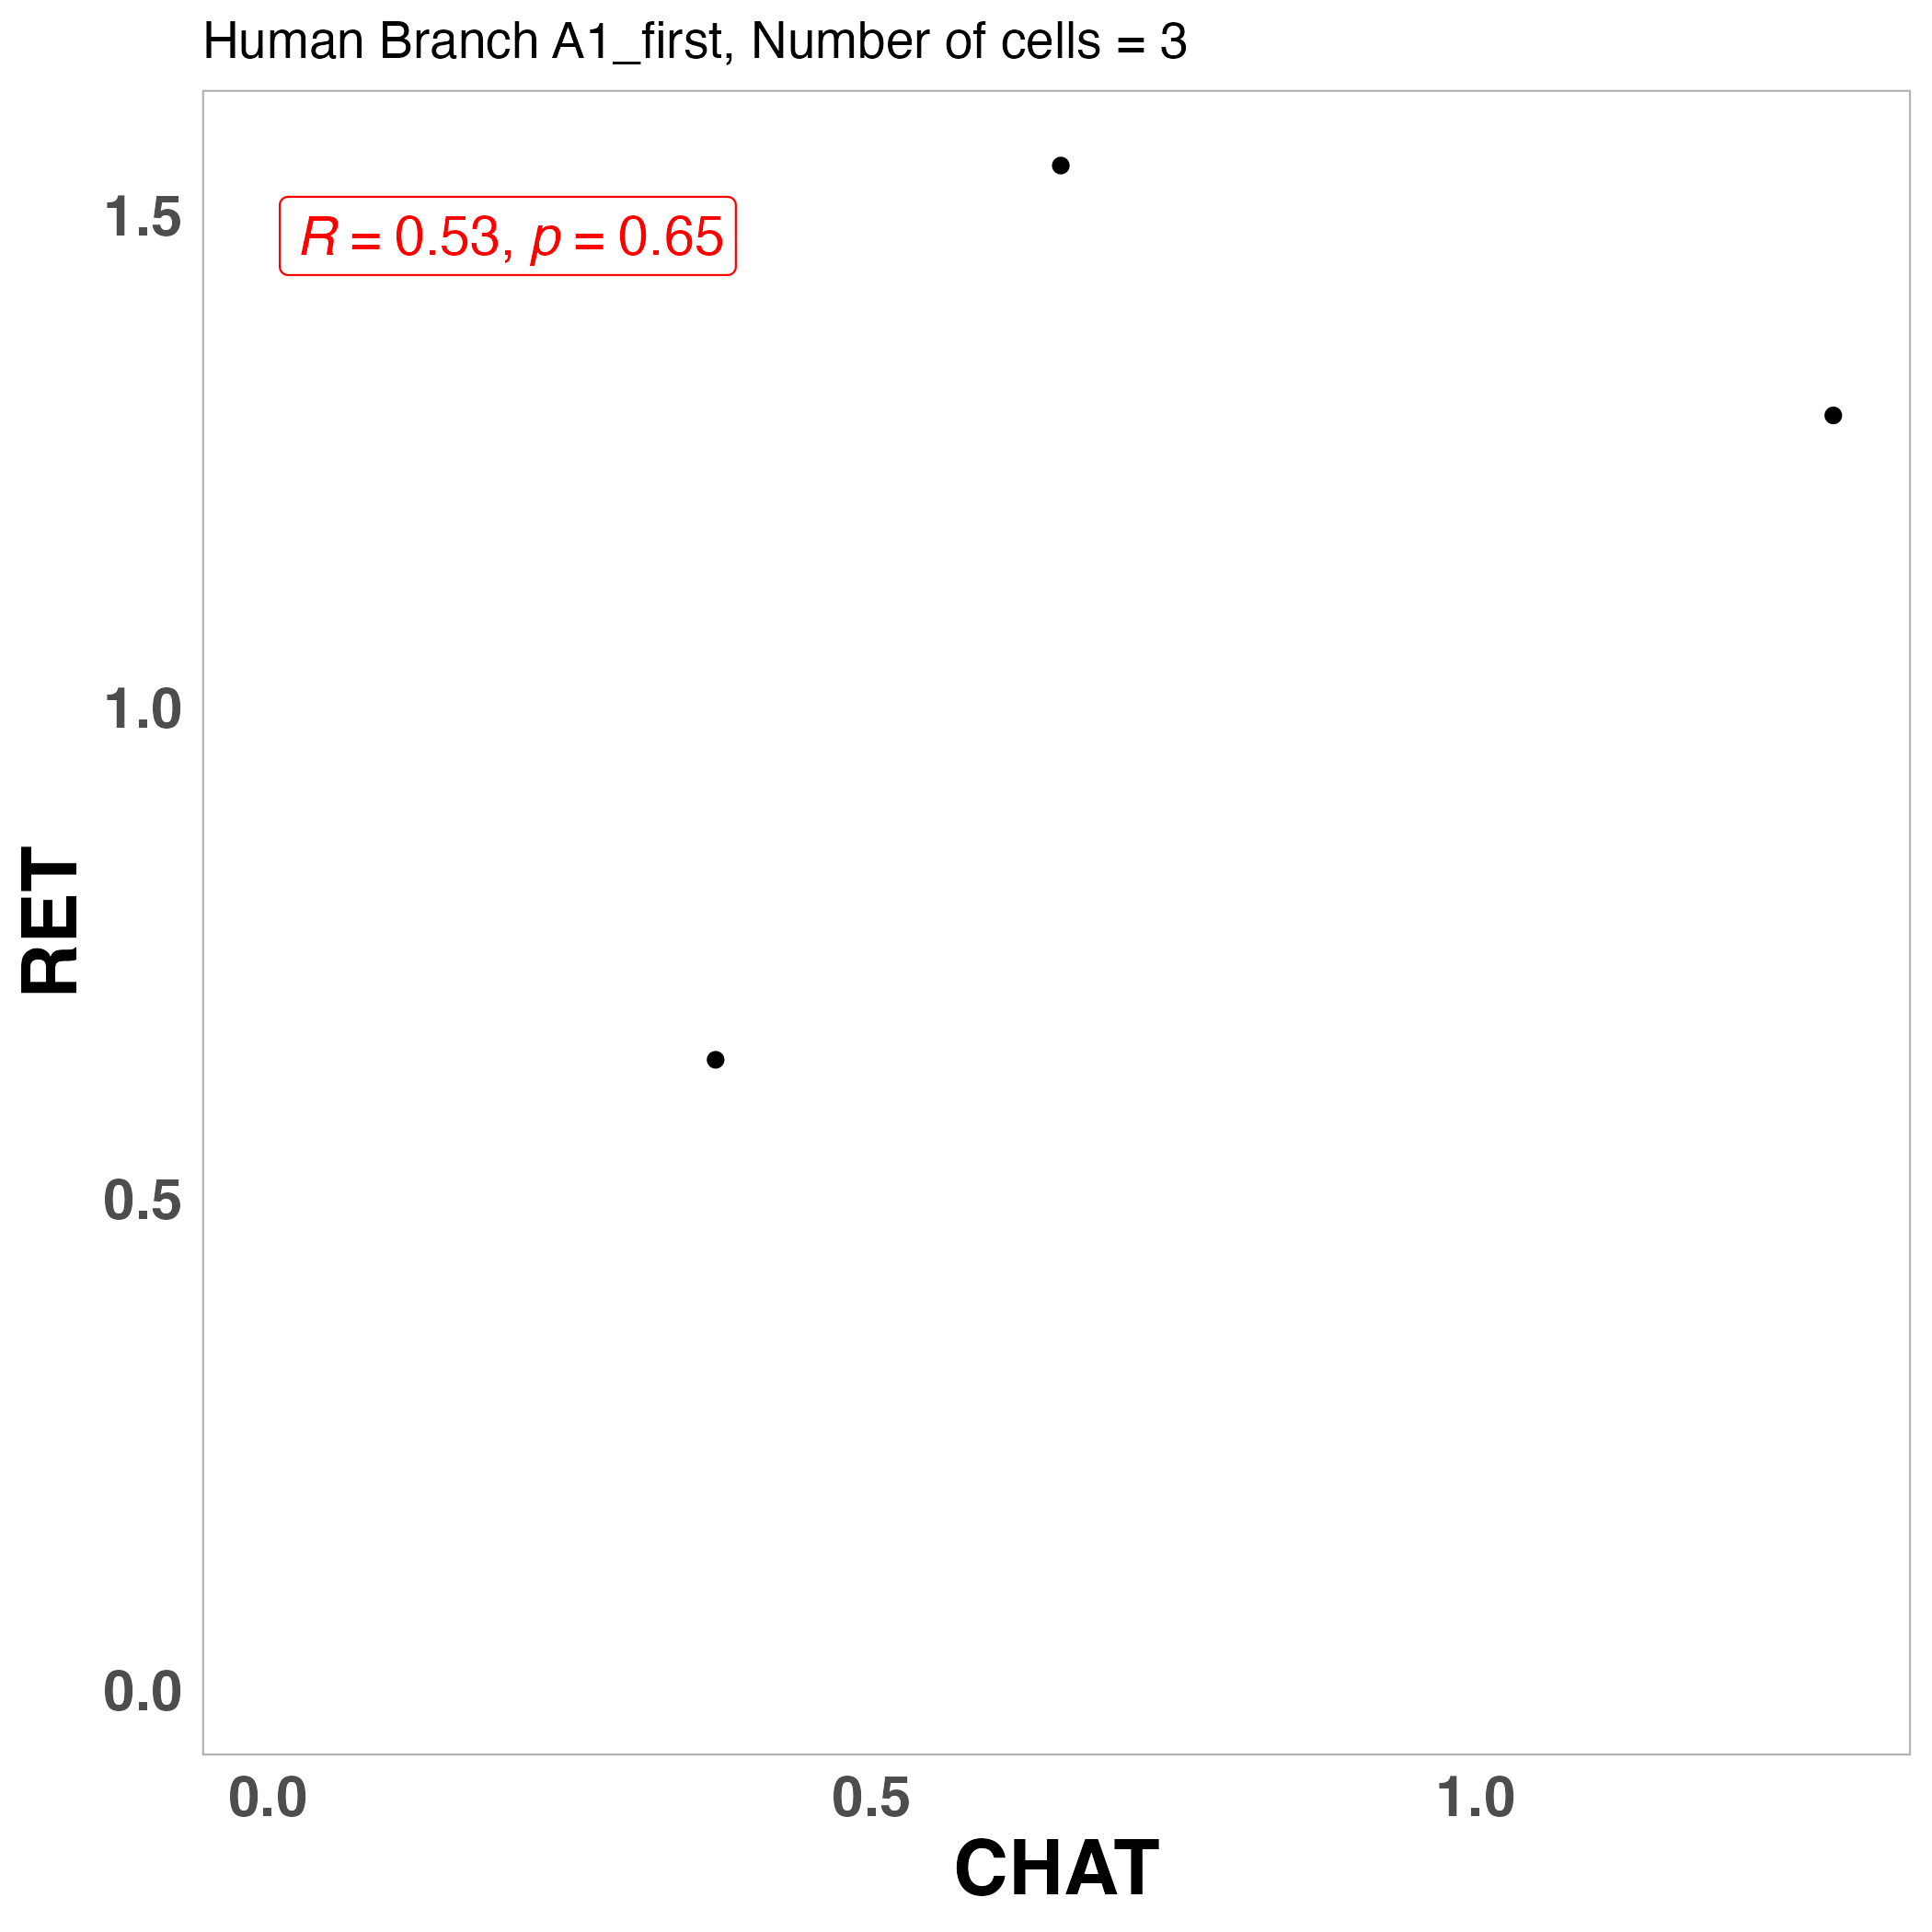 Human Branch A1_first, Number of cells = 3
R = 0.53, p = 0.65
1.5
1.0
0.5
0.0
RET
0.0 0.5 1.0
CHAT